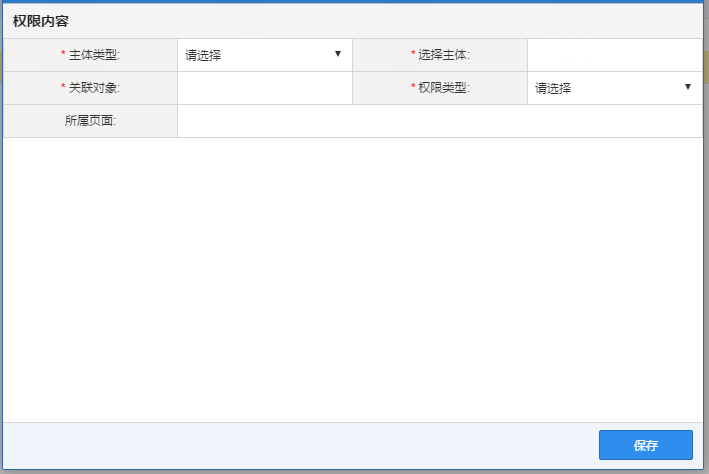 权限内容
* 主体类型: 请选择 * 选择主体:
* 关联对象: * 权限类型: 请选择
所属页面:
保存